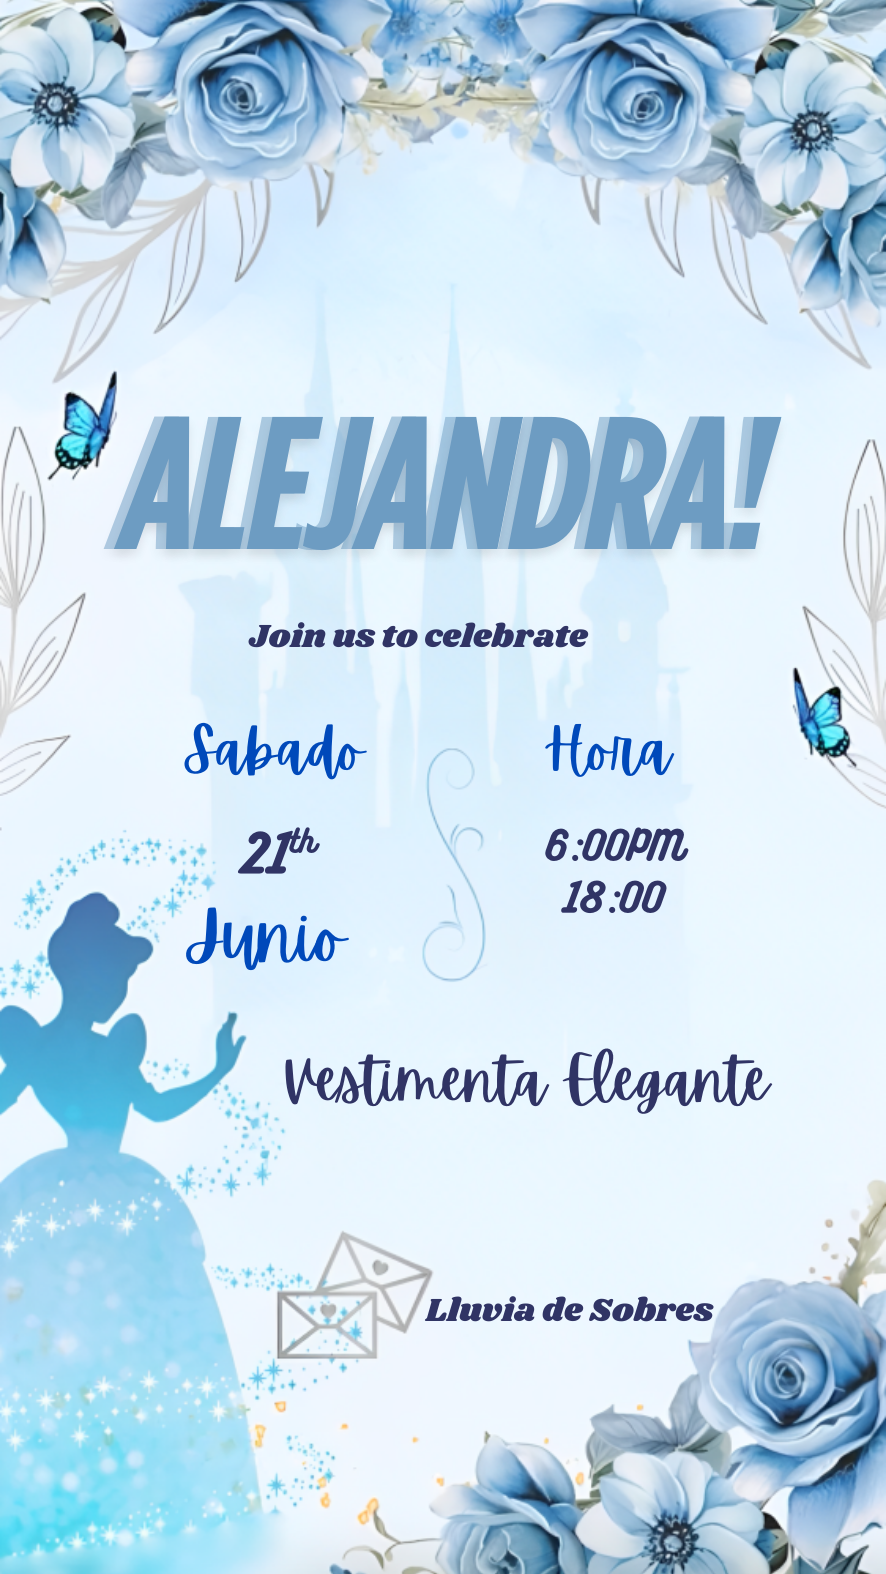 ALEJANDRA!
Join us to celebrate
Sabado
21th
Junio
Hora
6:00pm
18:00
Vestimenta Elegante
Lluvia de Sobres